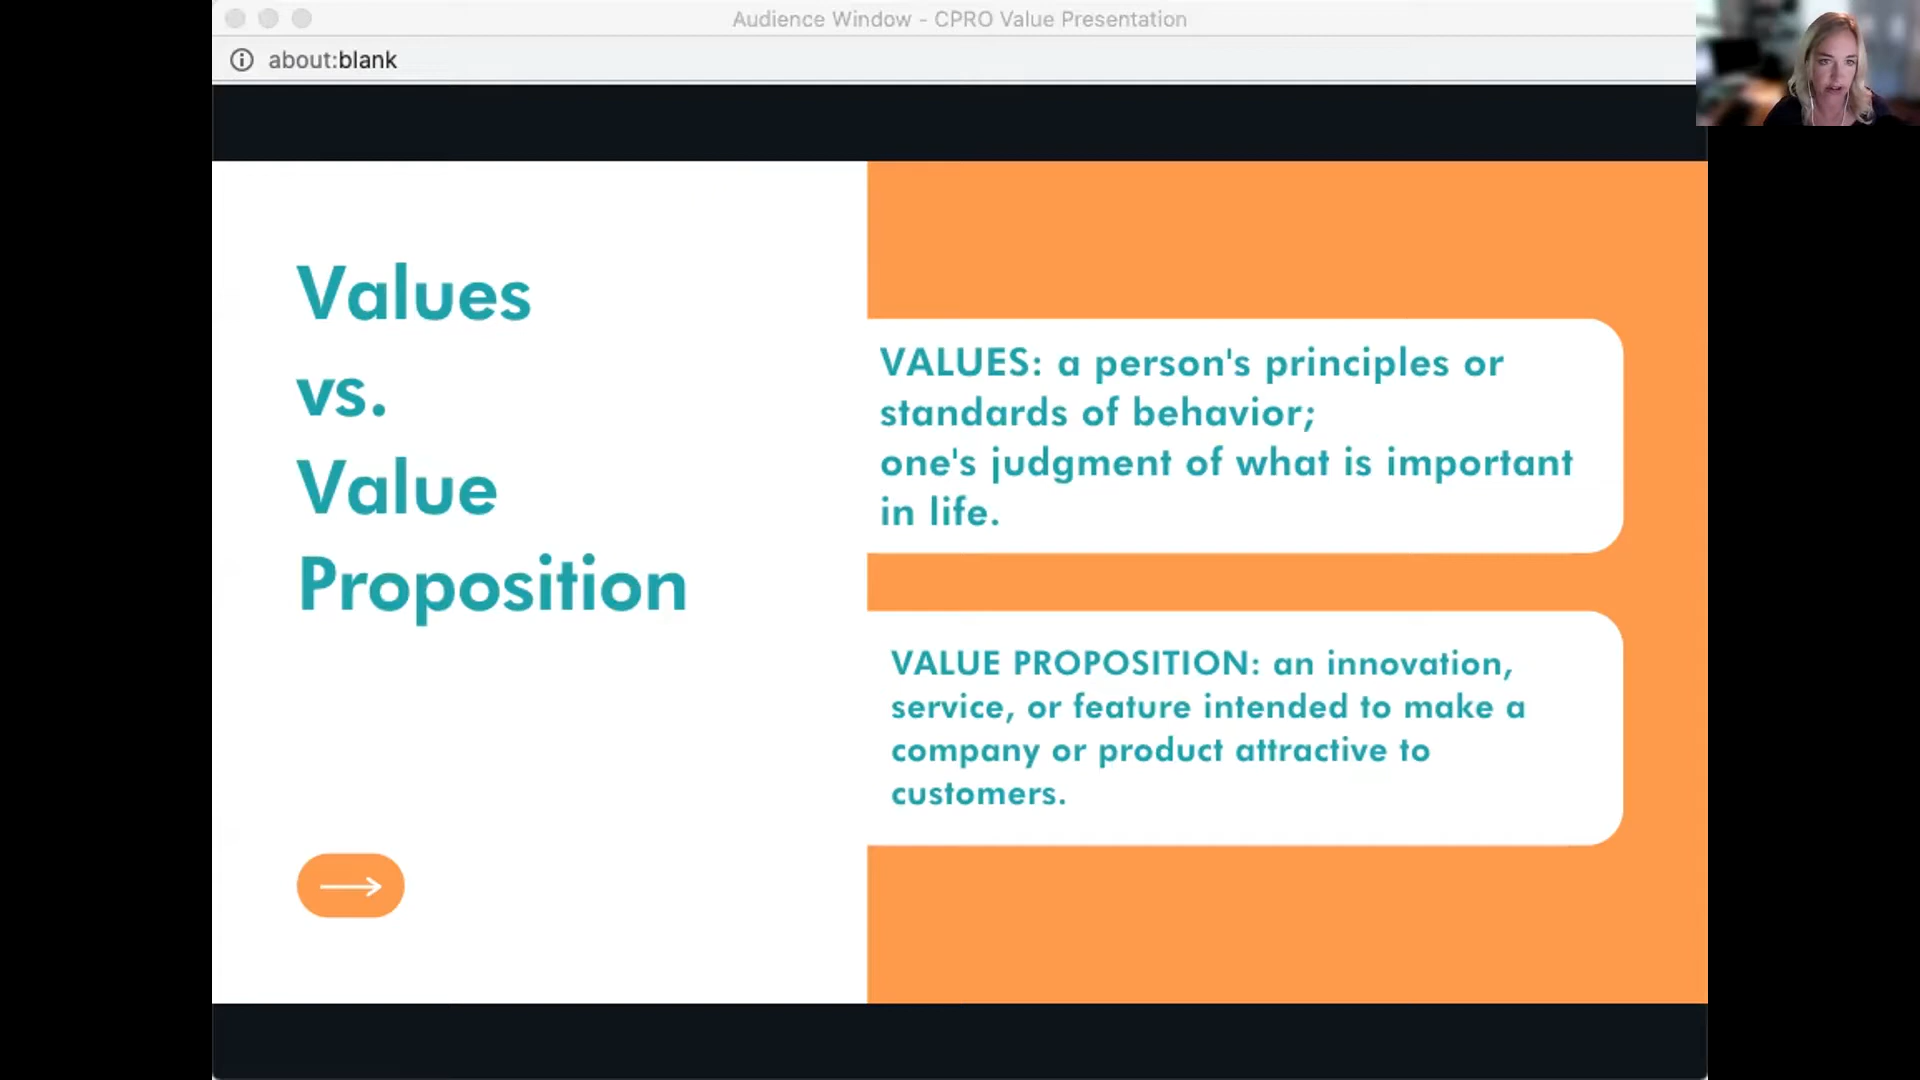 Audience Window - CPRO Value Presentation
about:blank
Values
vs.
Value
Proposition
VALUES: a person's principles or
standards of behavior;
one's judgment of what is important
in life.
VALUE PROPOSITION: an innovation,
service, or feature intended to make a
company or product attractive to
customers.